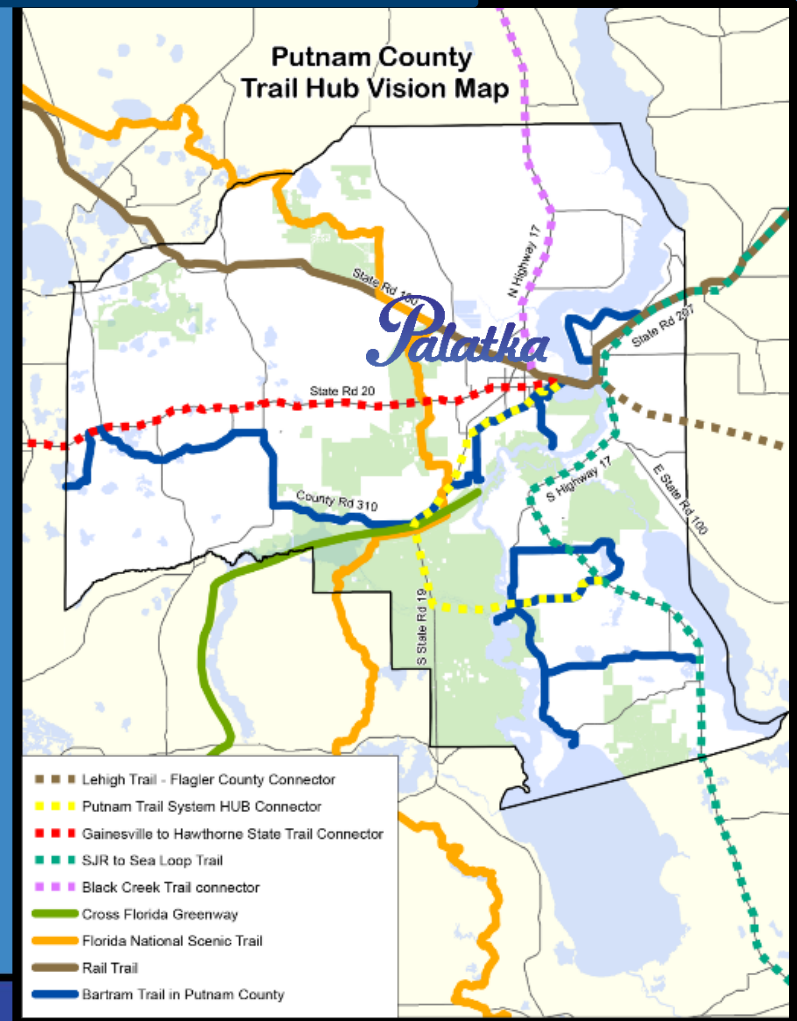 Putnam County
Trail Hub Vision Map
N Highway 17
State Rd 100
Palatka
State Rd 207
State Rd 20
S Highway 17
E State Rd 100
County Rd 310
S State Rd 19
Lehigh Trail - Flagler County Connector
Putnam Trail System HUB Connector
Gainesville to Hawthorne State Trail Connector
SJR to Sea Loop Trail
Black Creek Trail connector
Cross Florida Greenway
Florida National Scenic Trail
Rail Trail
Bartram Trail in Putnam County